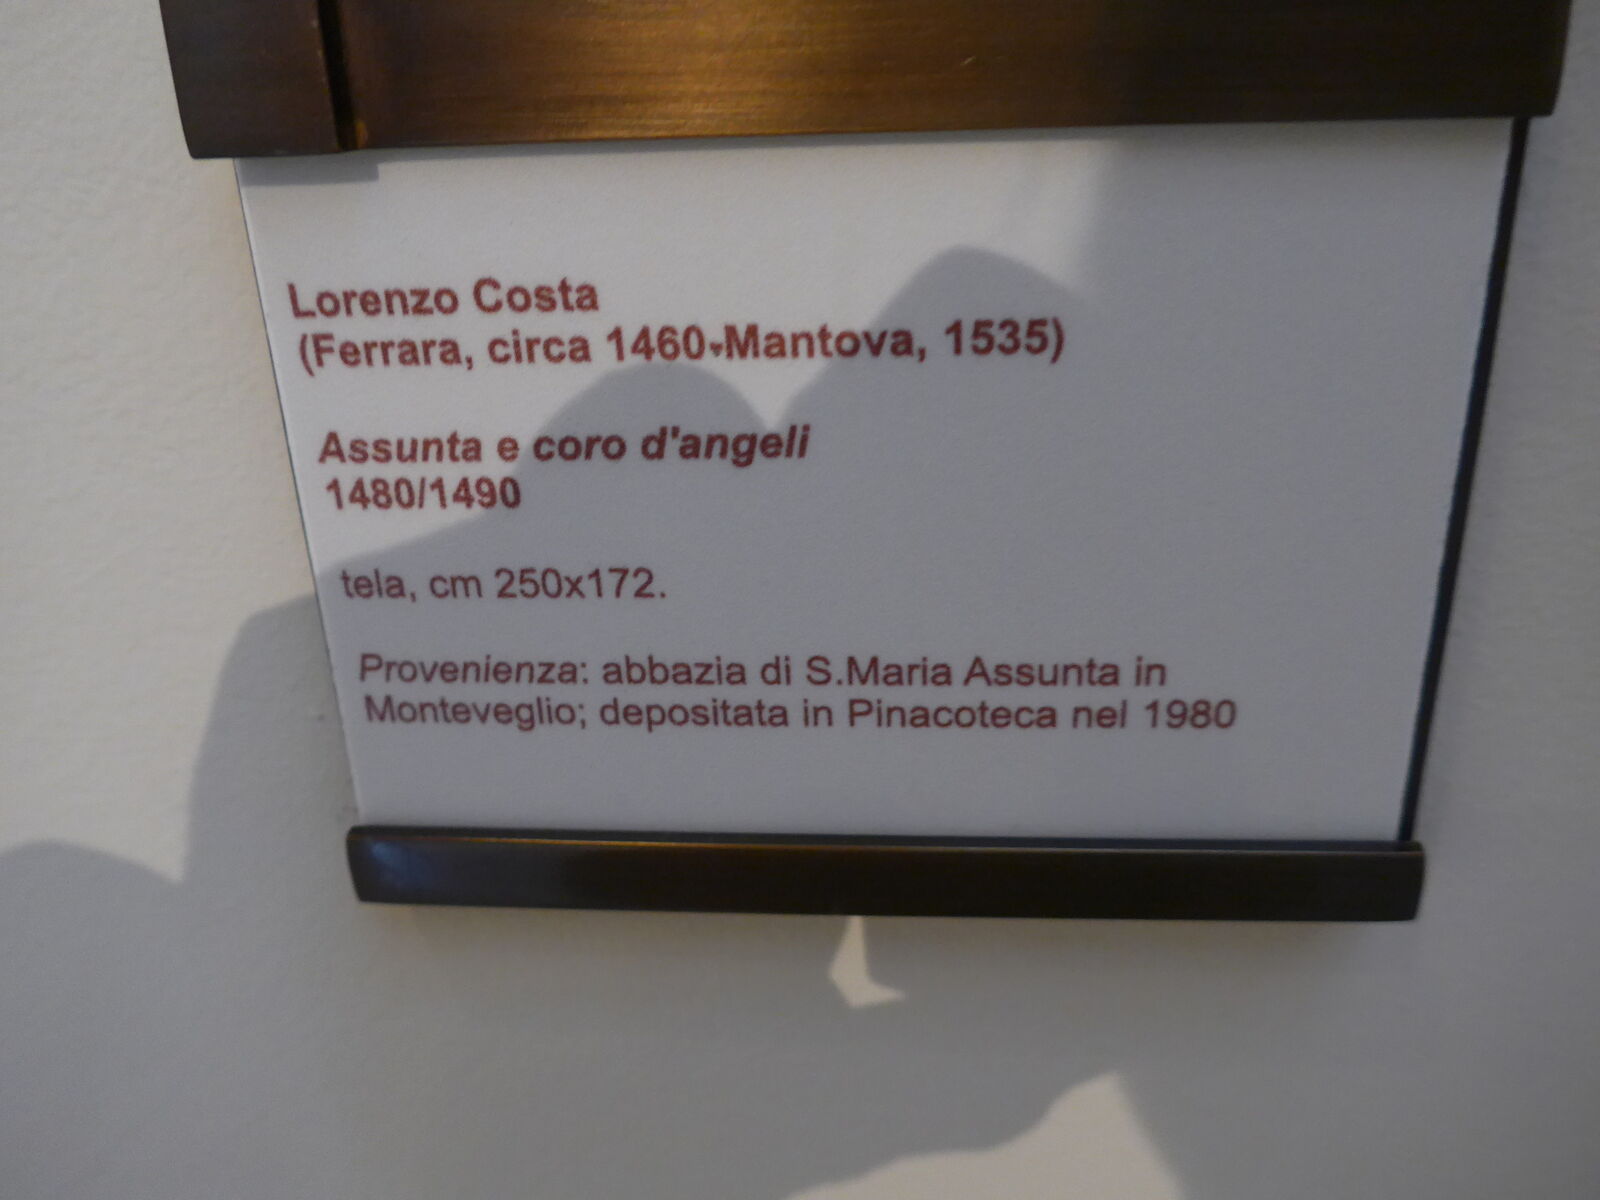 Lorenzo Costa
(Ferrara, circa 1460-Mantova, 1535)
Assunta e coro d'angeli
1480/1490
tela, cm 250x172.
Provenienza: abbazia di S.Maria Assunta in
Monteveglio; depositata in Pinacoteca nel 1980